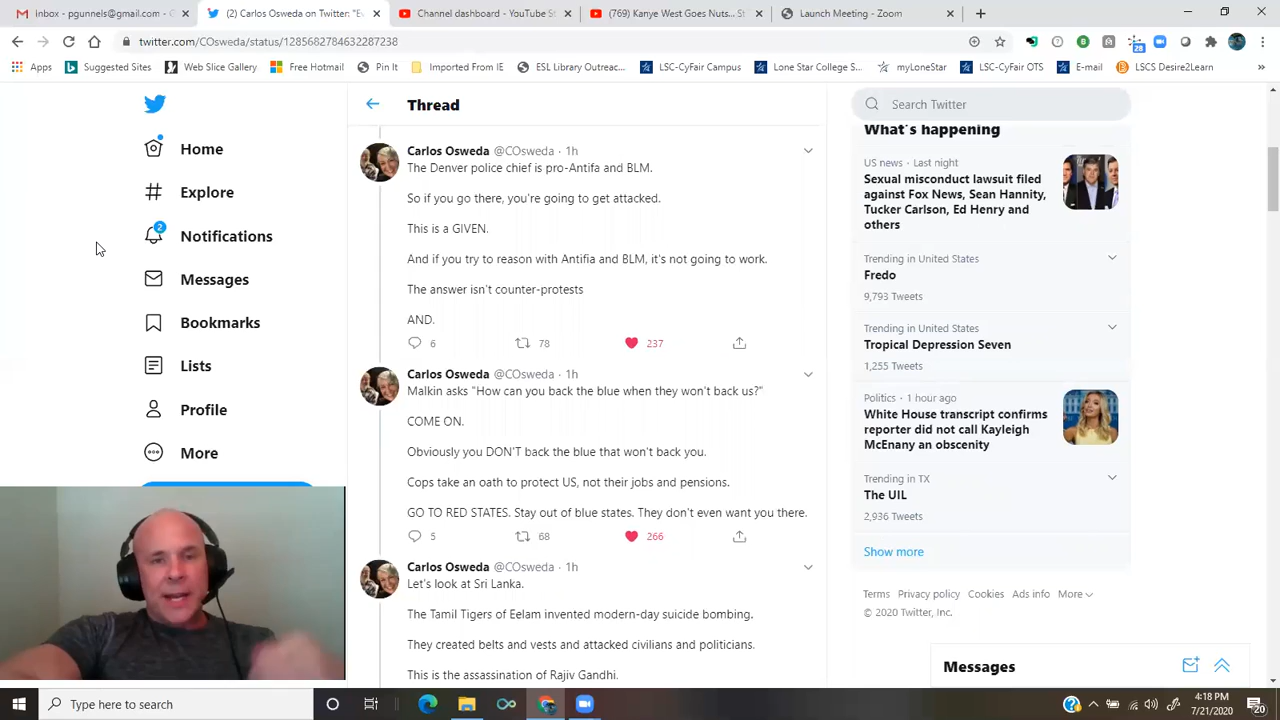 Inbox - pgunnels@gmail.com - G
(2) Carlos Osweda on Twitter: "E
Channel dashboard - YouTube St
(769) Kanye West Goes Nuts... St
Launch Meeting - Zoom
twitter.com/COsweda/status/1285682784632287238
28
Apps
Suggested Sites
Web Slice Gallery
Free Hotmail
Pin It
Imported From IE
ESL Library Outreac...
LSC-CyFair Campus
Lone Star College S...
myLoneStar
LSC-CyFair OTS
E-mail
LSCS Desire2Learn
»
Home
Explore
2
Notifications
Messages
Bookmarks
Lists
Profile
More
Thread
Carlos Osweda @COsweda · 1h
The Denver police chief is pro-Antifa and BLM.
So if you go there, you're going to get attacked.
This is a GIVEN.
And if you try to reason with Antifia and BLM, it's not going to work.
The answer isn't counter-protests
AND.
6 78 237
Carlos Osweda @COsweda · 1h
Malkin asks "How can you back the blue when they won't back us?"
COME ON.
Obviously you DON'T back the blue that won't back you.
Cops take an oath to protect US, not their jobs and pensions.
GO TO RED STATES. Stay out of blue states. They don't even want you there.
5 68 266
Carlos Osweda @COsweda · 1h
Let's look at Sri Lanka.
The Tamil Tigers of Eelam invented modern-day suicide bombing.
They created belts and vests and attacked civilians and politicians.
This is the assassination of Rajiv Gandhi.
Search Twitter
What's happening
US news · Last night
Sexual misconduct lawsuit filed
against Fox News, Sean Hannity,
Tucker Carlson, Ed Henry and
others
Trending in United States
Fredo
9,793 Tweets
Trending in United States
Tropical Depression Seven
1,255 Tweets
Politics · 1 hour ago
White House transcript confirms
reporter did not call Kayleigh
McEnany an obscenity
Trending in TX
The UIL
2,936 Tweets
Show more
Terms Privacy policy Cookies Ads info More
© 2020 Twitter, Inc.
Messages
Type here to search
4:18 PM
7/21/2020
20